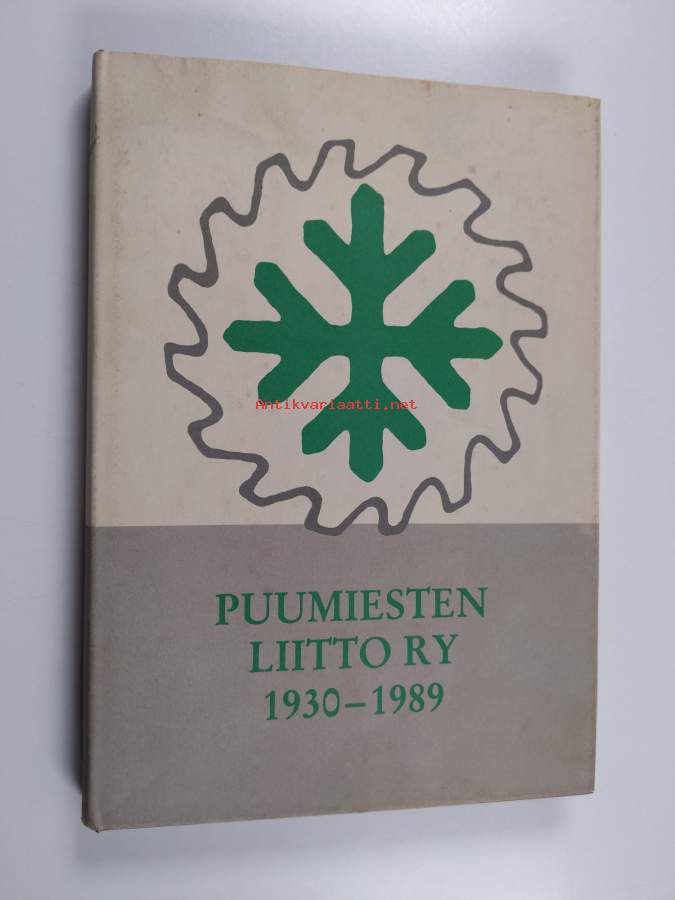 Antikvariaatti.net
PUUMIESTEN
LIITTO RY
1930–1989